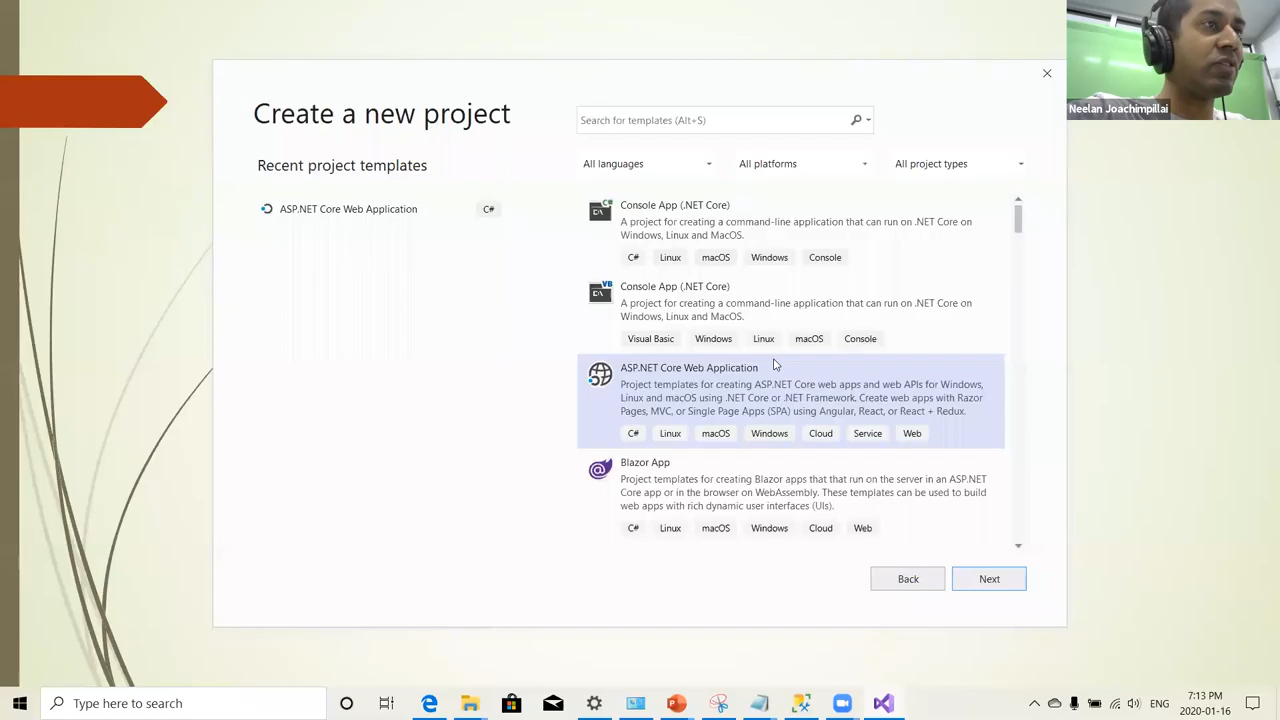 Neelan Joachimpillai
Create a new project
Search for templates (Alt+S)
Recent project templates
All languages
All platforms
All project types
ASP.NET Core Web Application
C#
C#
Console App (.NET Core)
A project for creating a command-line application that can run on .NET Core on
Windows, Linux and MacOS.
C# Linux macOS Windows Console
VB
Console App (.NET Core)
A project for creating a command-line application that can run on .NET Core on
Windows, Linux and MacOS.
Visual Basic Windows Linux macOS Console
ASP.NET Core Web Application
Project templates for creating ASP.NET Core web apps and web APIs for Windows,
Linux and macOS using .NET Core or .NET Framework. Create web apps with Razor
Pages, MVC, or Single Page Apps (SPA) using Angular, React, or React + Redux.
C# Linux macOS Windows Cloud Service Web
Blazor App
Project templates for creating Blazor apps that that run on the server in an ASP.NET
Core app or in the browser on WebAssembly. These templates can be used to build
web apps with rich dynamic user interfaces (UIs).
C# Linux macOS Windows Cloud Web
Back
Next
Type here to search
ENG
7:13 PM
2020-01-16